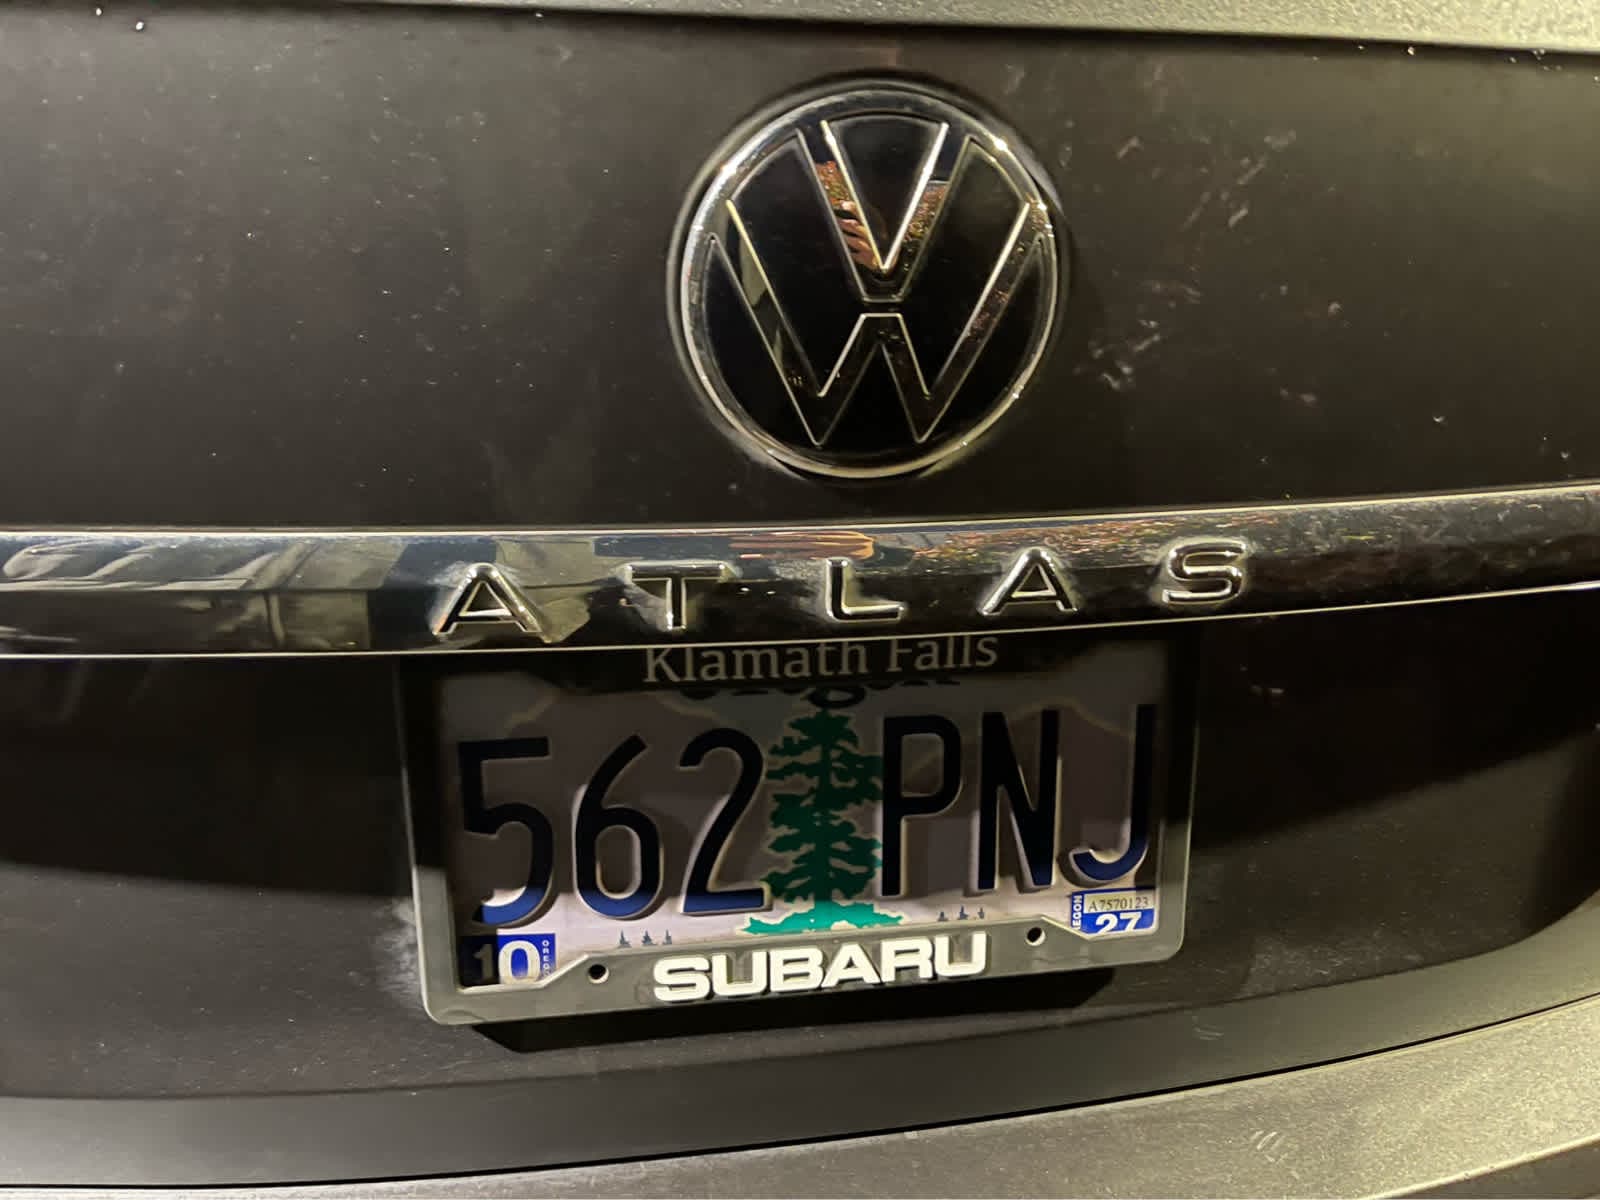 ATLAS
Klamath Falls
562 PNJ
10
A7570123
27
SUBARU